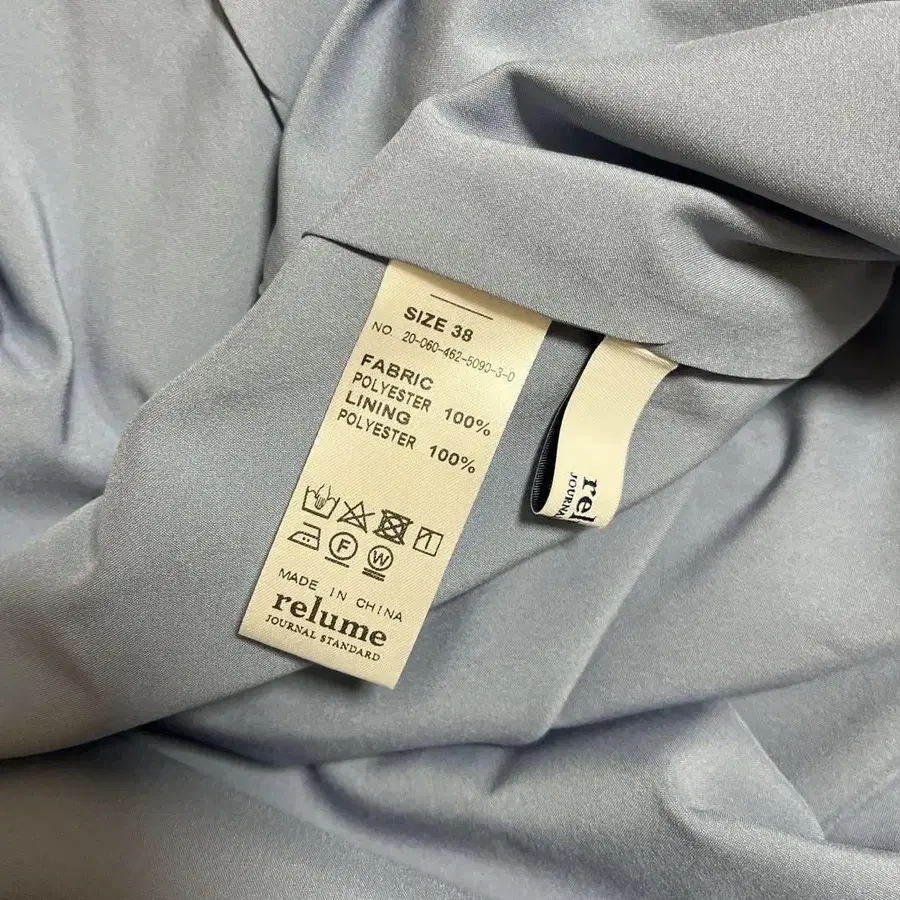 SIZE 38
NO 20-060-462-5090-3-0
FABRIC
POLYESTER 100%
LINING
POLYESTER 100%
F W
MADE IN CHINA
relume
JOURNAL STANDARD
rel
JOURNA